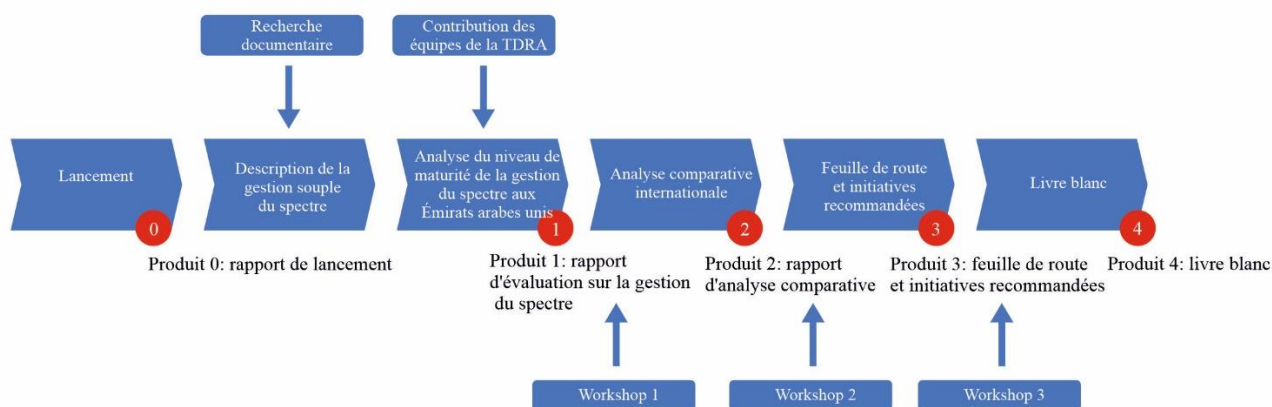 Recherche
documentaire
Contribution des
équipes de la TDRA
Lancement
Description de la
gestion souple
du spectre
Analyse du niveau de
maturité de la gestion
du spectre aux
Émirats arabes unis
Analyse comparative
internationale
Feuille de route
et initiatives
recommandées
Livre blanc
0
1
2
3
4
Produit 0: rapport de lancement
Produit 1: rapport
d'évaluation sur la gestion
du spectre
Produit 2: rapport
d'analyse comparative
Produit 3: feuille de route
et initiatives recommandées
Produit 4: livre blanc
Workshop 1
Workshop 2
Workshop 3